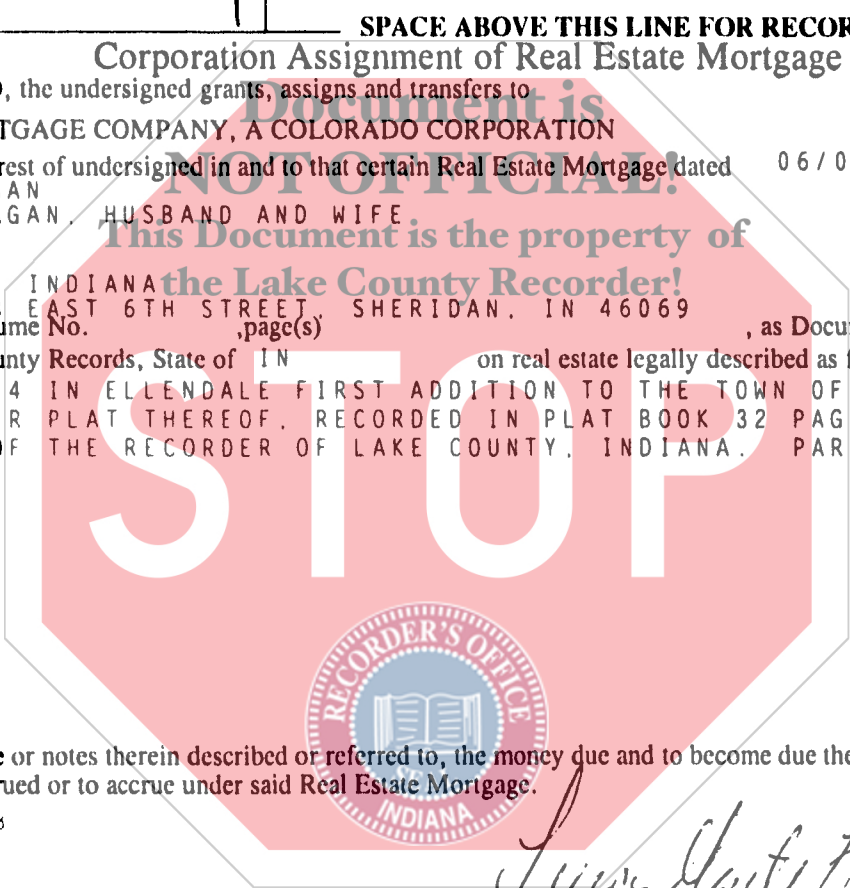 SPACE ABOVE THIS LINE FOR RECOR
Corporation Assignment of Real Estate Mortgage
, the undersigned grants, assigns and transfers to
Document is
TGAGE COMPANY, A COLORADO CORPORATION
rest of undersigned in and to that certain Real Estate Mortgage dated 06/0
NOT OFFICIAL!
AN
GAN, HUSBAND AND WIFE
This Document is the property of
INDIANA
the Lake County Recorder!
EAST 6TH STREET, SHERIDAN, IN 46069
ume No. ,page(s) , as Docu
unty Records, State of IN on real estate legally described as f
4 IN ELLENDALE FIRST ADDITION TO THE TOWN OF
R PLAT THEREOF, RECORDED IN PLAT BOOK 32 PAG
OF THE RECORDER OF LAKE COUNTY, INDIANA. PAR
STOP
RECORDER'S OFFICE
SEAL
INDIANA
e or notes therein described or referred to, the money due and to become due the
rued or to accrue under said Real Estate Mortgage.